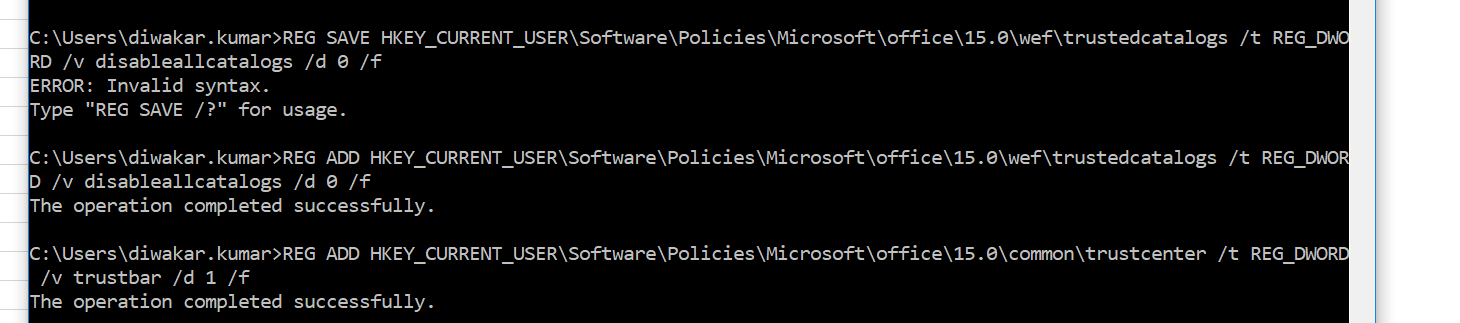 C:\Users\diwakar.kumar>REG SAVE HKEY_CURRENT_USER\Software\Policies\Microsoft\office\15.0\wef\trustedcatalogs /t REG_DWO
RD /v disableallcatalogs /d 0 /f
ERROR: Invalid syntax.
Type "REG SAVE /?" for usage.
C:\Users\diwakar.kumar>REG ADD HKEY_CURRENT_USER\Software\Policies\Microsoft\office\15.0\wef\trustedcatalogs /t REG_DWOR
D /v disableallcatalogs /d 0 /f
The operation completed successfully.
C:\Users\diwakar.kumar>REG ADD HKEY_CURRENT_USER\Software\Policies\Microsoft\office\15.0\common\trustcenter /t REG_DWORD
/v trustbar /d 1 /f
The operation completed successfully.